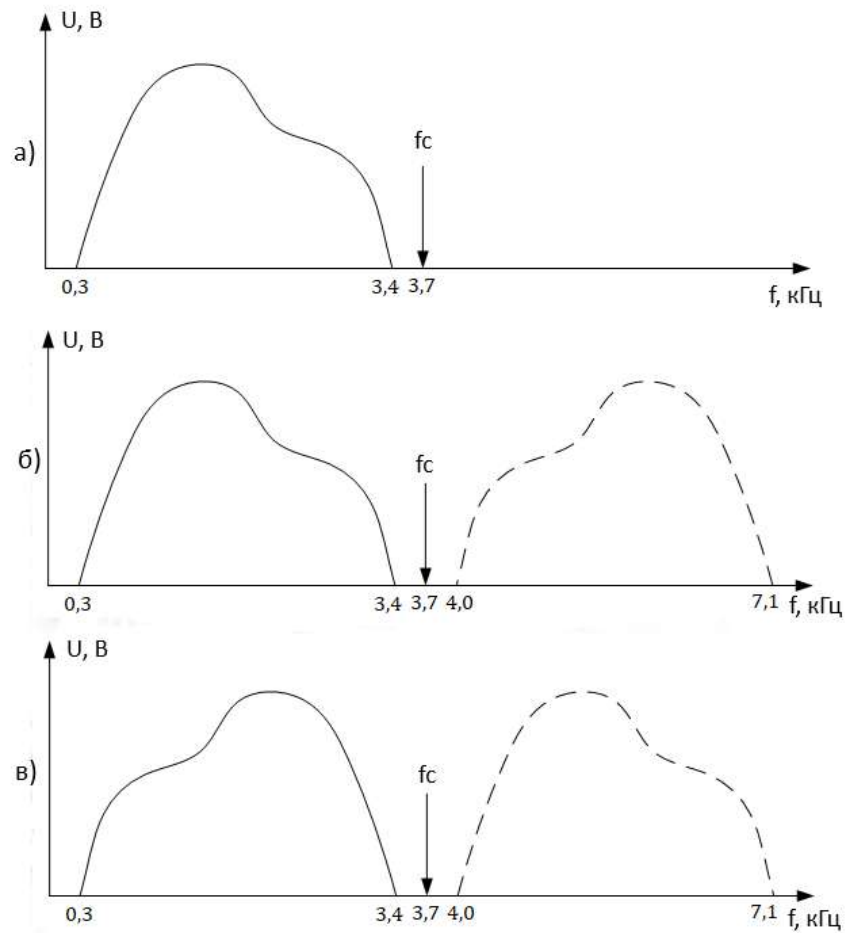 U, В
а)
fc
0,3
3,4
3,7
f, кГц
U, В
б)
fc
0,3
3,4
3,7
4,0
7,1
f, кГц
U, В
в)
fc
0,3
3,4
3,7
4,0
7,1
f, кГц